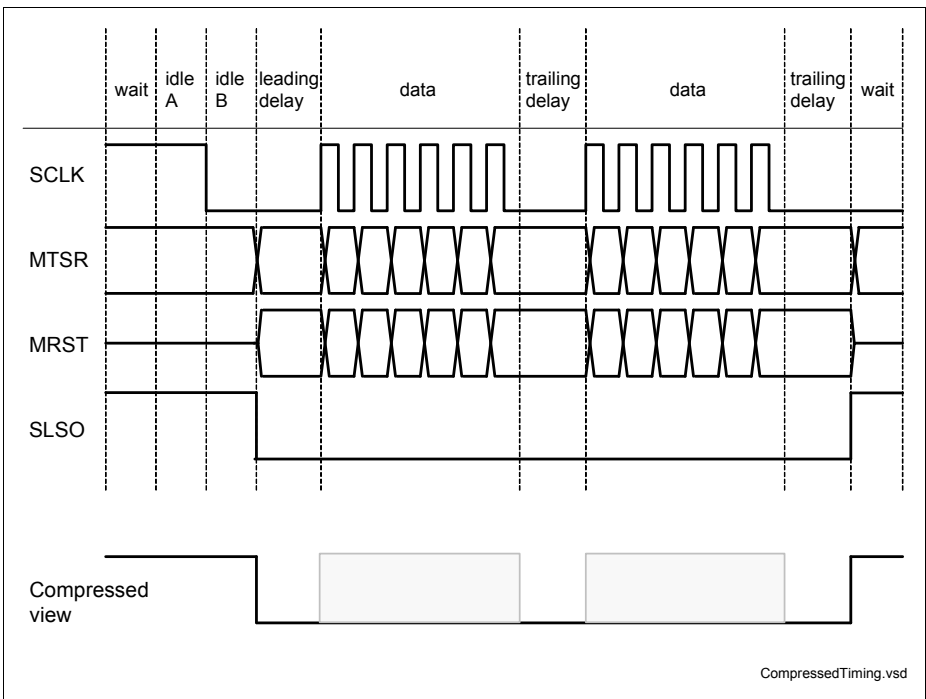 wait
idle
A
idle
B
leading
delay
data
trailing
delay
data
trailing
delay
wait
SCLK
MTSR
MRST
SLSO
Compressed
view
CompressedTiming.vsd